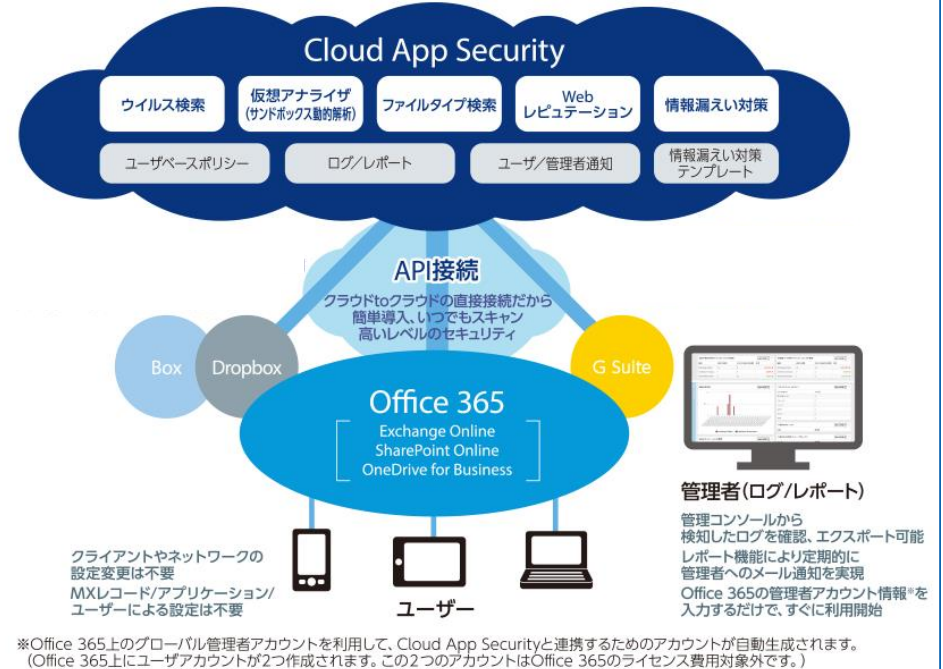 Cloud App Security
ウイルス検索
仮想アナライザ
(サンドボックス動的解析)
ファイルタイプ検索
Web
レピュテーション
情報漏えい対策
ユーザベースポリシー
ログ/レポート
ユーザ/管理者通知
情報漏えい対策
テンプレート
API接続
クラウドtoクラウドの直接接続だから
簡単導入、いつでもスキャン
高いレベルのセキュリティ
Box
Dropbox
G Suite
Office 365
Exchange Online
SharePoint Online
OneDrive for Business
管理者(ログ/レポート)
管理コンソールから
検知したログを確認、エクスポート可能
レポート機能により定期的に
管理者へのメール通知を実現
Office 365の管理者アカウント情報※を
入力するだけで、すぐに利用開始
クライアントやネットワークの
設定変更は不要
MXレコード/アプリケーション/
ユーザーによる設定は不要
ユーザー
※Office 365上のグローバル管理者アカウントを利用して、Cloud App Securityと連携するためのアカウントが自動生成されます。
(Office 365上にユーザアカウントが2つ作成されます。この2つのアカウントはOffice 365のライセンス費用対象外です。)